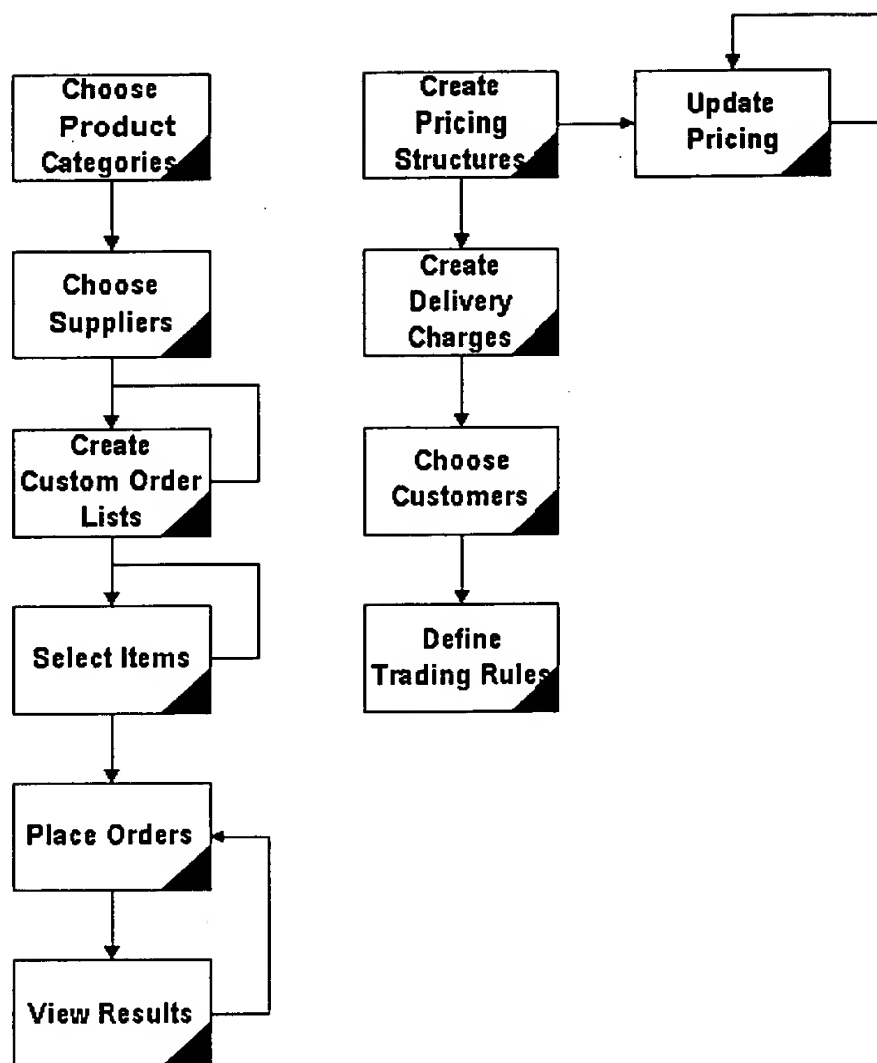 Choose
Product
Categories
Choose
Suppliers
Create
Custom Order
Lists
Select Items
Place Orders
View Results
Create
Pricing
Structures
Update
Pricing
Create
Delivery
Charges
Choose
Customers
Define
Trading Rules